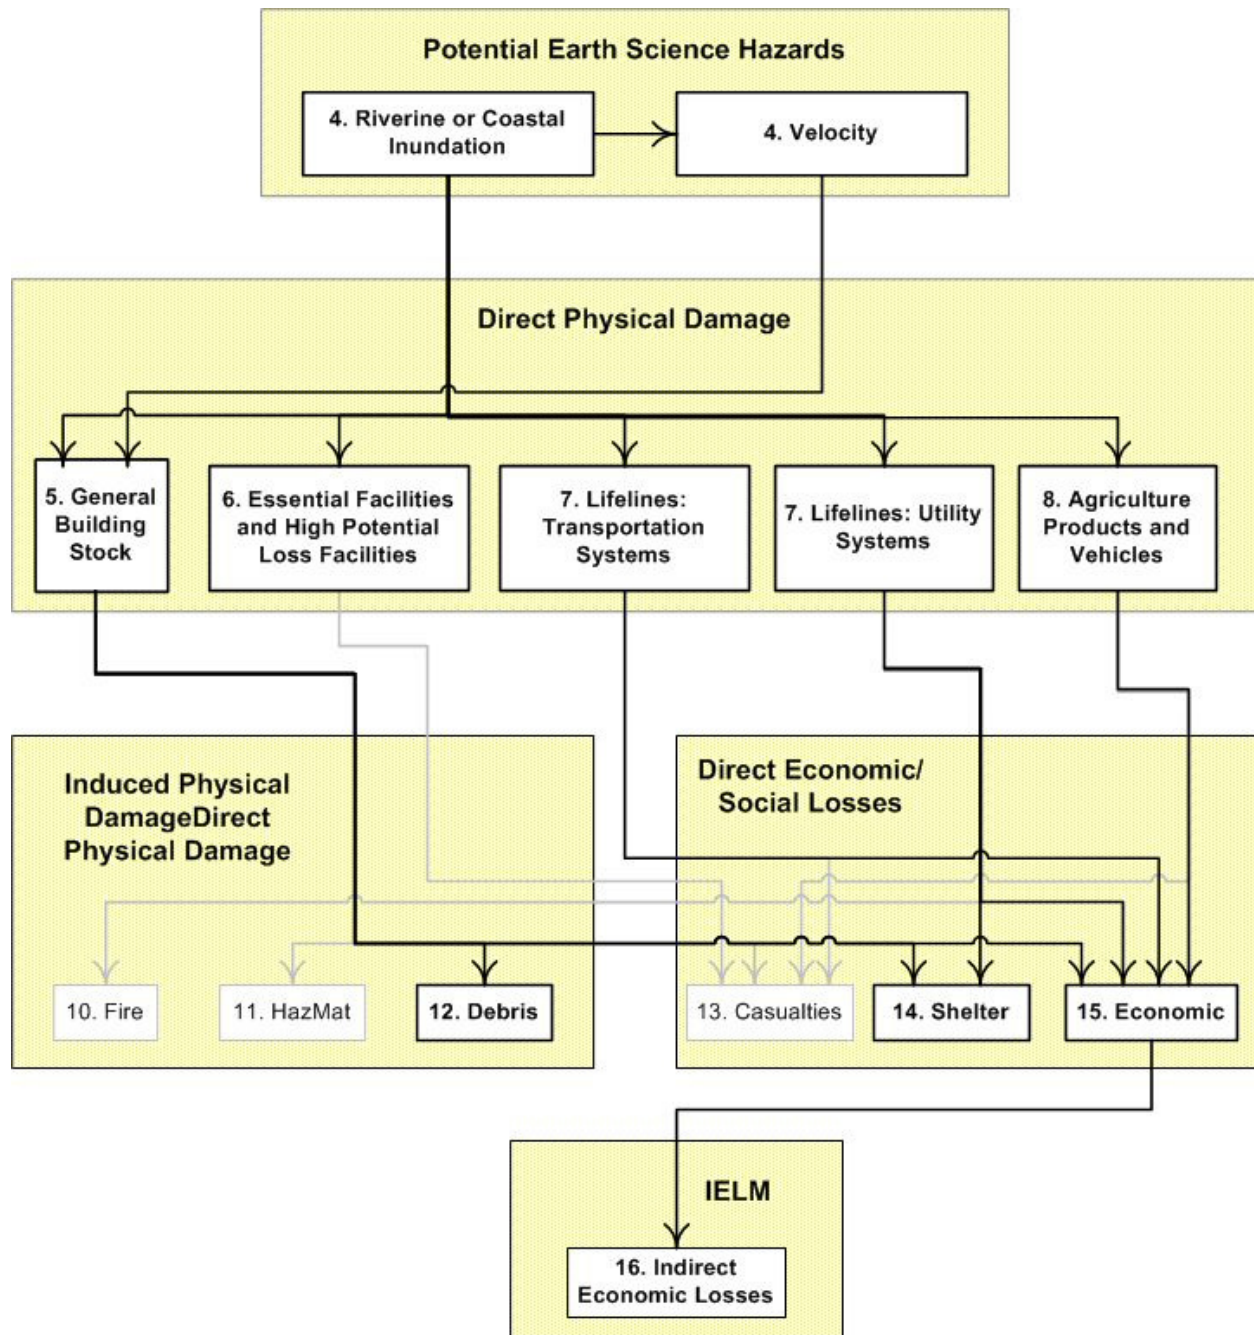 Potential Earth Science Hazards
4. Riverine or Coastal
Inundation
4. Velocity
Direct Physical Damage
5. General
Building
Stock
6. Essential Facilities
and High Potential
Loss Facilities
7. Lifelines:
Transportation
Systems
7. Lifelines: Utility
Systems
8. Agriculture
Products and
Vehicles
Induced Physical
DamageDirect
Physical Damage
10. Fire
11. HazMat
12. Debris
Direct Economic/
Social Losses
13. Casualties
14. Shelter
15. Economic
IELM
16. Indirect
Economic Losses